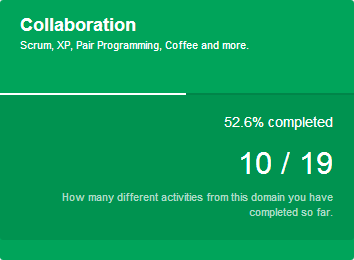 Collaboration
Scrum, XP, Pair Programming, Coffee and more.
52.6% completed
10 / 19
How many different activities from this domain you have
completed so far.